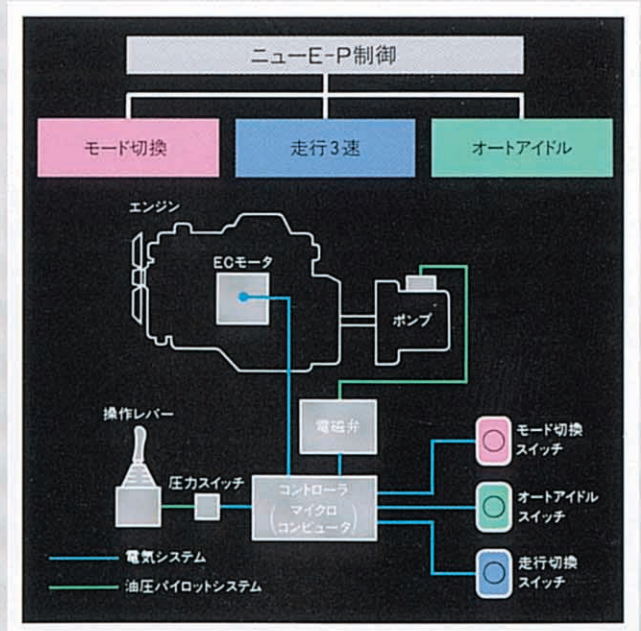 ニューE-P制御
モード切換
走行3速
オートアイドル
エンジン
ECモータ
ポンプ
操作レバー
電磁弁
圧力スイッチ
コントローラ
(マイクロ
コンピュータ)
モード切換
スイッチ
オートアイドル
スイッチ
走行切換
スイッチ
電気システム
油圧パイロットシステム